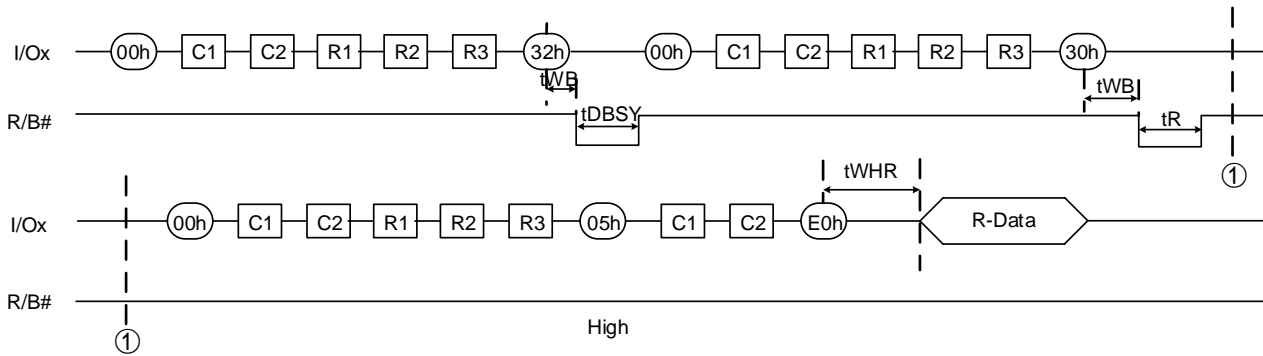 I/Ox 00h C1 C2 R1 R2 R3 32h 00h C1 C2 R1 R2 R3 30h
tWB tWB
R/B# tDBSY tR
①
tWHR
I/Ox 00h C1 C2 R1 R2 R3 05h C1 C2 E0h R-Data
R/B#
High
①